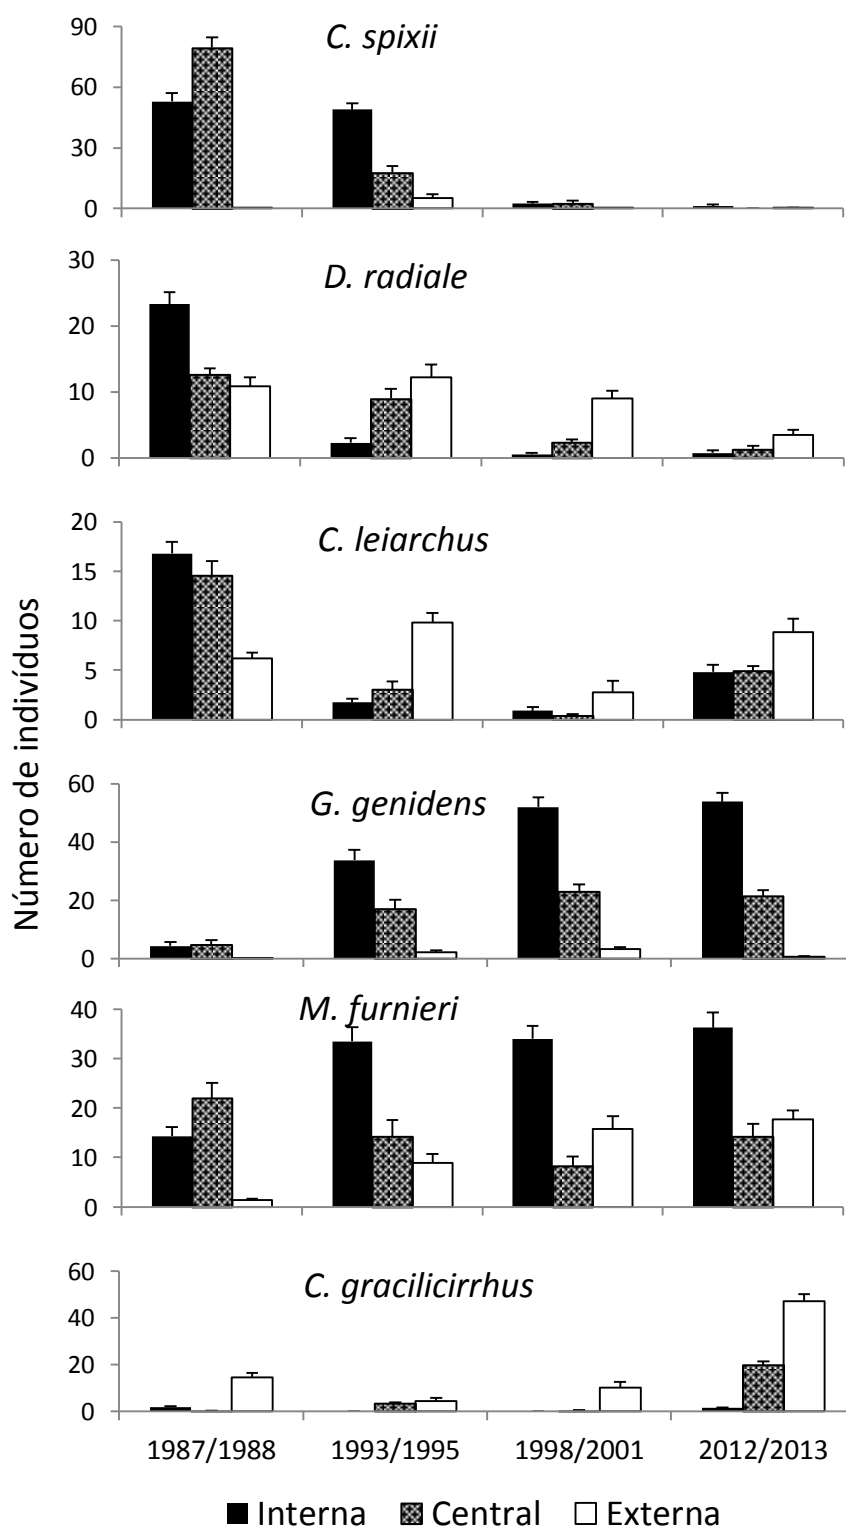 C. spixii
90
60
30
0
D. radiale
30
20
10
0
C. leiarchus
20
15
10
5
0
G. genidens
60
40
20
0
M. furnieri
40
30
20
10
0
C. gracilicirrhus
60
40
20
0
Número de indivíduos
1987/1988 1993/1995 1998/2001 2012/2013
Interna Central Externa